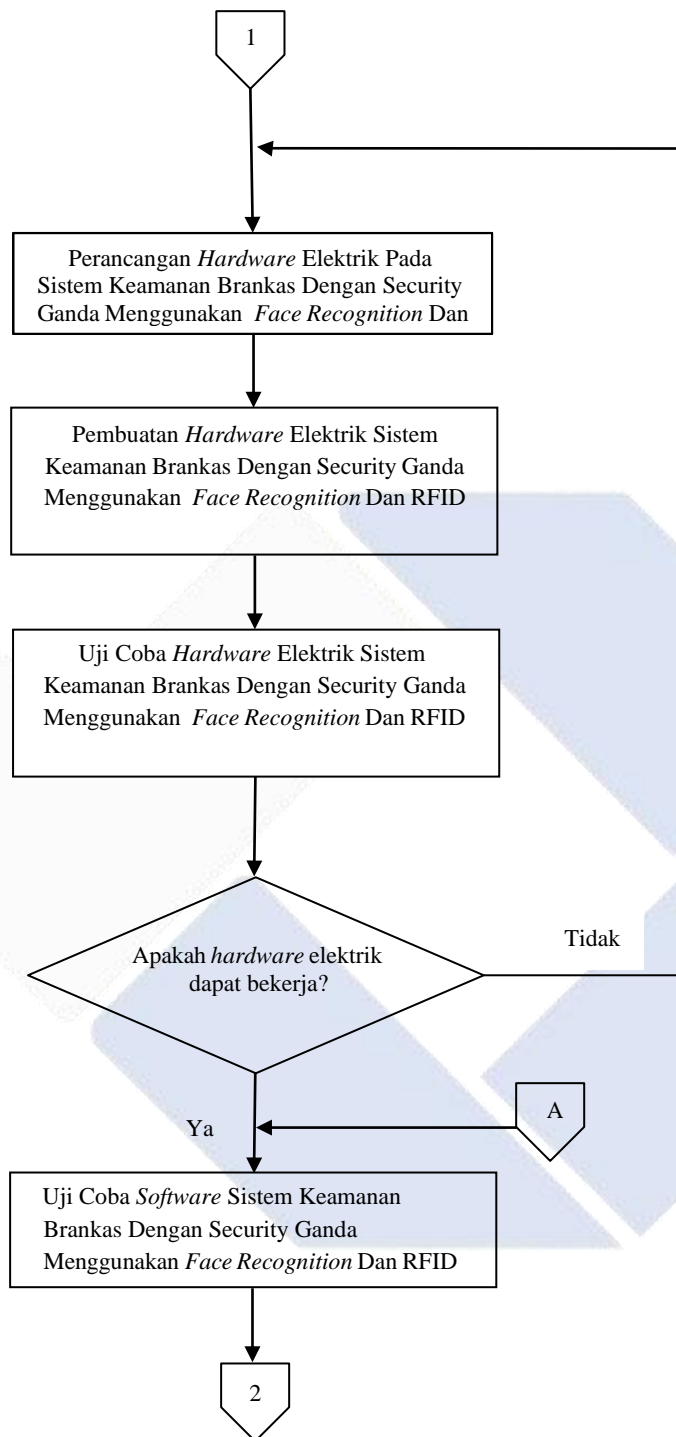 1
Perancangan Hardware Elektrik Pada
Sistem Keamanan Brankas Dengan Security
Ganda Menggunakan Face Recognition Dan
Pembuatan Hardware Elektrik Sistem
Keamanan Brankas Dengan Security Ganda
Menggunakan Face Recognition Dan RFID
Uji Coba Hardware Elektrik Sistem
Keamanan Brankas Dengan Security Ganda
Menggunakan Face Recognition Dan RFID
Apakah hardware elektrik
dapat bekerja?
Tidak
Ya
A
Uji Coba Software Sistem Keamanan
Brankas Dengan Security Ganda
Menggunakan Face Recognition Dan RFID
2